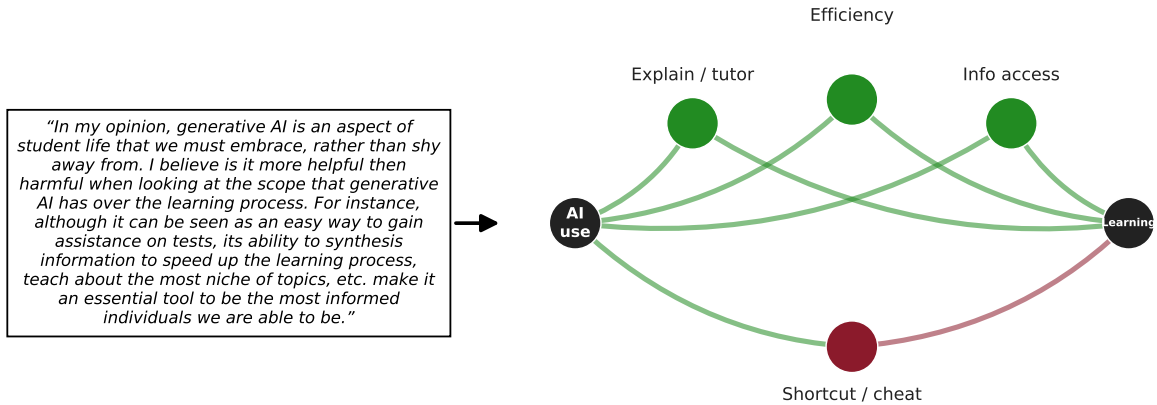 Efficiency
Explain / tutor
Info access
“In my opinion, generative AI is an aspect of
student life that we must embrace, rather than shy
away from. I believe is it more helpful then
harmful when looking at the scope that generative
AI has over the learning process. For instance,
although it can be seen as an easy way to gain
assistance on tests, its ability to synthesis
information to speed up the learning process,
teach about the most niche of topics, etc. make it
an essential tool to be the most informed
individuals we are able to be.”
AI
use
Learning
Shortcut / cheat